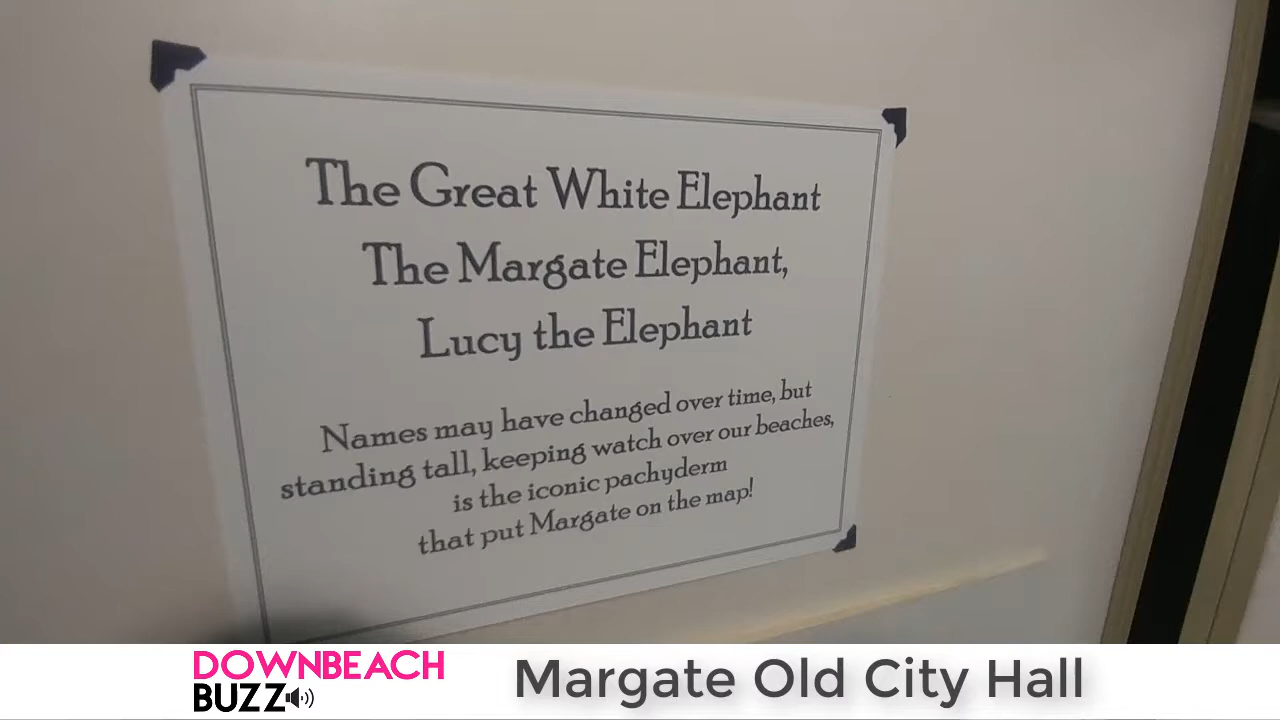 The Great White Elephant
The Margate Elephant,
Lucy the Elephant
Names may have changed over time, but
standing tall, keeping watch over our beaches,
is the iconic pachyderm
that put Margate on the map!
DOWNBEACH
BUZZ
Margate Old City Hall